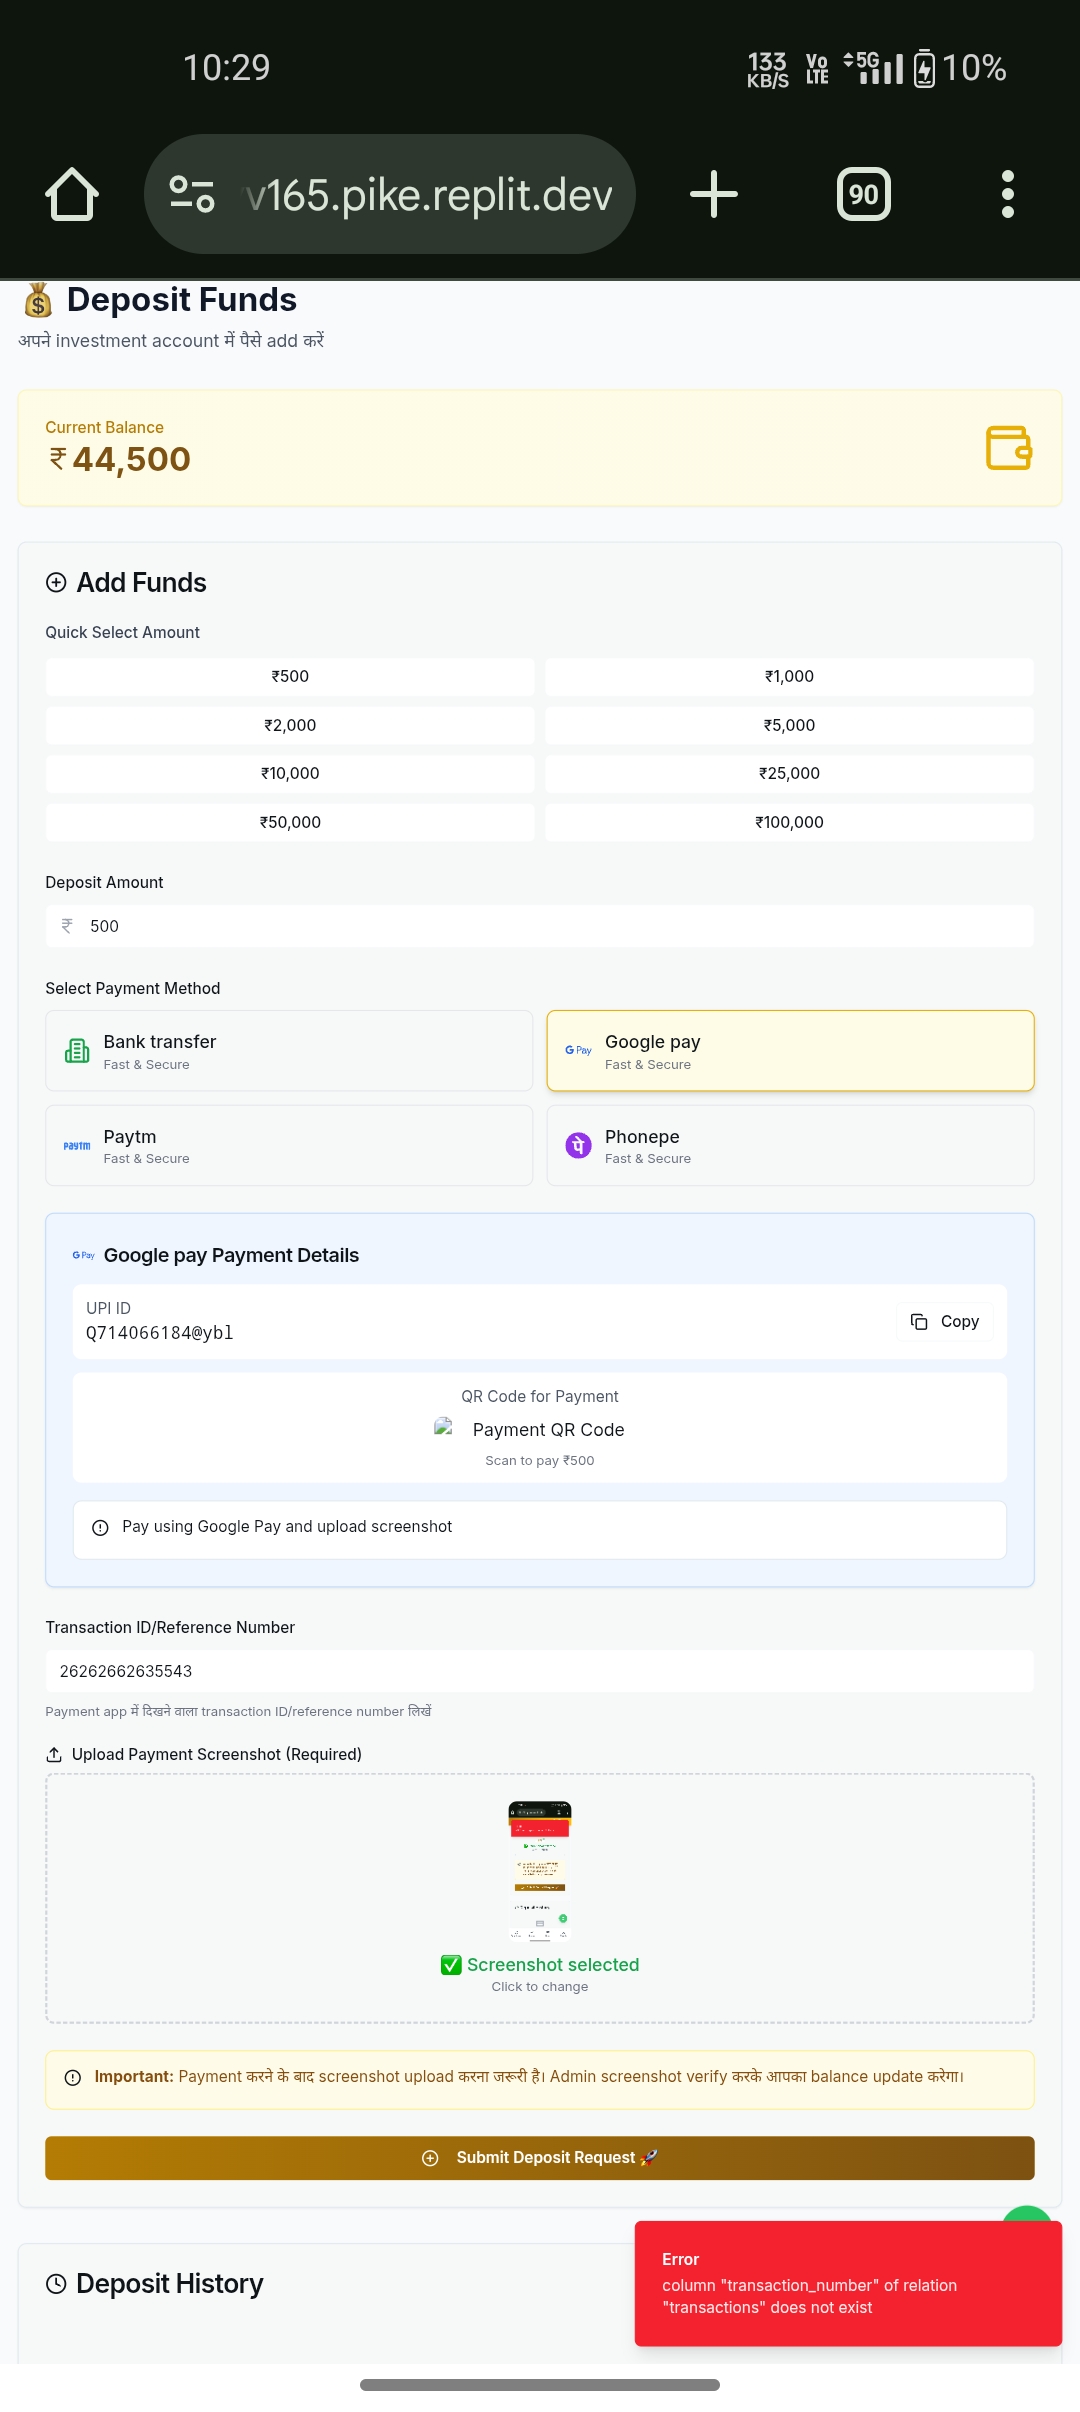 10:29
133 KB/S
Vo LTE
5G
10%
v165.pike.replit.dev
90
💰 Deposit Funds
अपने investment account में पैसे add करें
Current Balance
₹44,500
Add Funds
Quick Select Amount
₹500
₹1,000
₹2,000
₹5,000
₹10,000
₹25,000
₹50,000
₹100,000
Deposit Amount
₹ 500
Select Payment Method
Bank transfer
Fast & Secure
G Pay
Google pay
Fast & Secure
paytm
Paytm
Fast & Secure
पे
Phonepe
Fast & Secure
G Pay Google pay Payment Details
UPI ID
Q714066184@ybl
Copy
QR Code for Payment
Payment QR Code
Scan to pay ₹500
Pay using Google Pay and upload screenshot
Transaction ID/Reference Number
26262662635543
Payment app में दिखने वाला transaction ID/reference number लिखें
Upload Payment Screenshot (Required)
✅ Screenshot selected
Click to change
Important: Payment करने के बाद screenshot upload करना जरूरी है। Admin screenshot verify करके आपका balance update करेगा।
Submit Deposit Request 🚀
Deposit History
Error
column "transaction_number" of relation
"transactions" does not exist